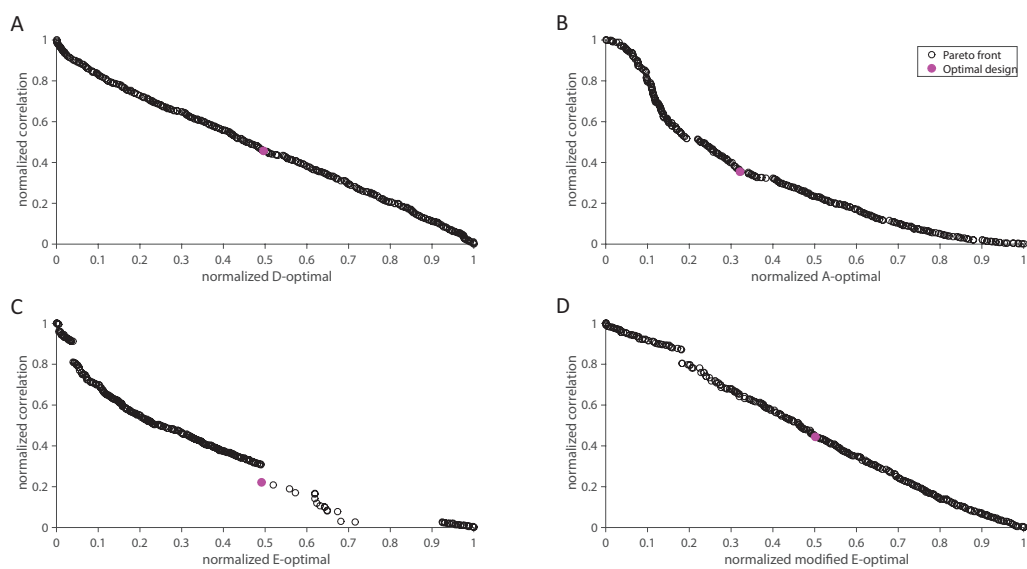 A
normalized correlation
1
0.8
0.6
0.4
0.2
0
0 0.1 0.2 0.3 0.4 0.5 0.6 0.7 0.8 0.9 1
normalized D-optimal
B
normalized correlation
1
0.8
0.6
0.4
0.2
0
0 0.1 0.2 0.3 0.4 0.5 0.6 0.7 0.8 0.9 1
normalized A-optimal
Pareto front
Optimal design
C
normalized correlation
1
0.8
0.6
0.4
0.2
0
0 0.1 0.2 0.3 0.4 0.5 0.6 0.7 0.8 0.9 1
normalized E-optimal
D
normalized correlation
1
0.8
0.6
0.4
0.2
0
0 0.1 0.2 0.3 0.4 0.5 0.6 0.7 0.8 0.9 1
normalized modified E-optimal